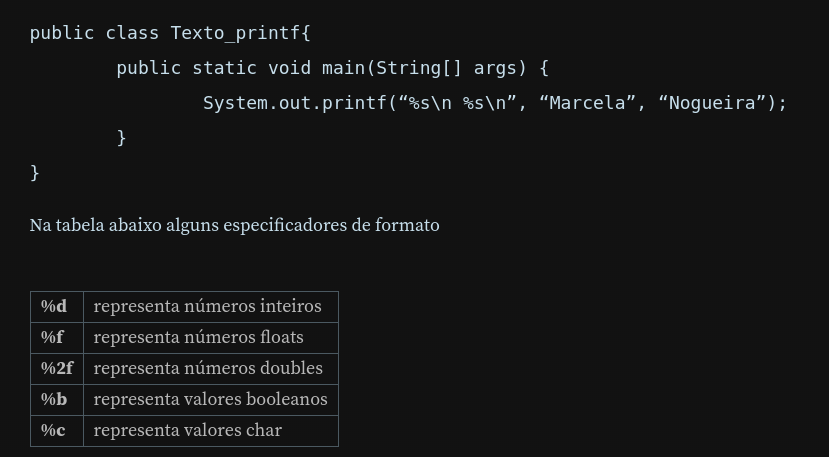 public class Texto_printf{
public static void main(String[] args) {
System.out.printf(“%s\n %s\n”, “Marcela”, “Nogueira”);
}
}
Na tabela abaixo alguns especificadores de formato
%d representa números inteiros
%f representa números floats
%2f representa números doubles
%b representa valores booleanos
%c representa valores char